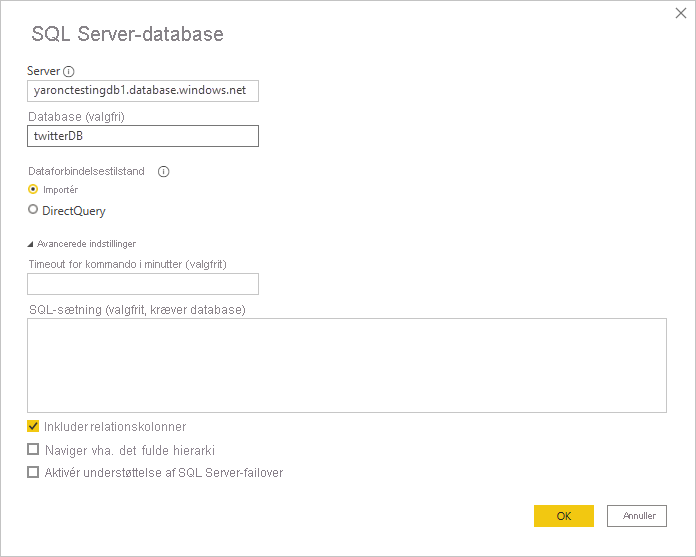 SQL Server-database
Server
yaronctestingdb1.database.windows.net
Database (valgfri)
twitterDB
Dataforbindelsestilstand
Importér
DirectQuery
Avancerede indstillinger
Timeout for kommando i minutter (valgfrit)
SQL-sætning (valgfrit, kræver database)
Inkluder relationskolonner
Naviger vha. det fulde hierarki
Aktivér understøttelse af SQL Server-failover
OK Annuller